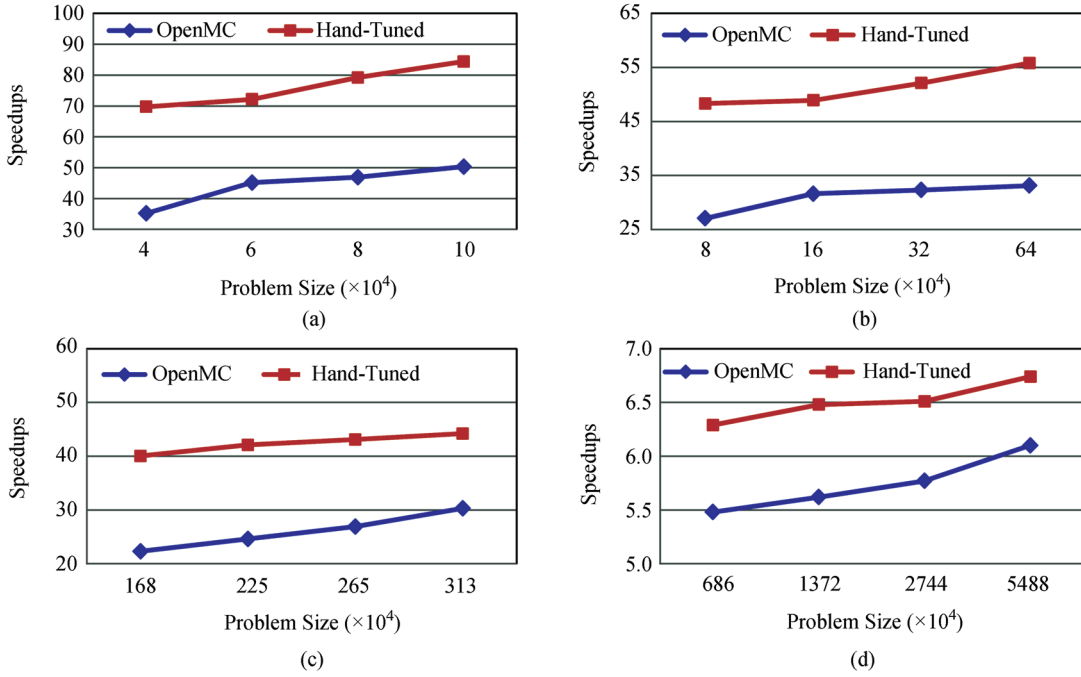 OpenMC Hand-Tuned
Speedups
100
90
80
70
60
50
40
30
4 6 8 10
Problem Size (×10⁴)
(a)
OpenMC Hand-Tuned
Speedups
65
55
45
35
25
8 16 32 64
Problem Size (×10⁴)
(b)
OpenMC Hand-Tuned
Speedups
60
50
40
30
20
168 225 265 313
Problem Size (×10⁴)
(c)
OpenMC Hand-Tuned
Speedups
7.0
6.5
6.0
5.5
5.0
686 1372 2744 5488
Problem Size (×10⁴)
(d)